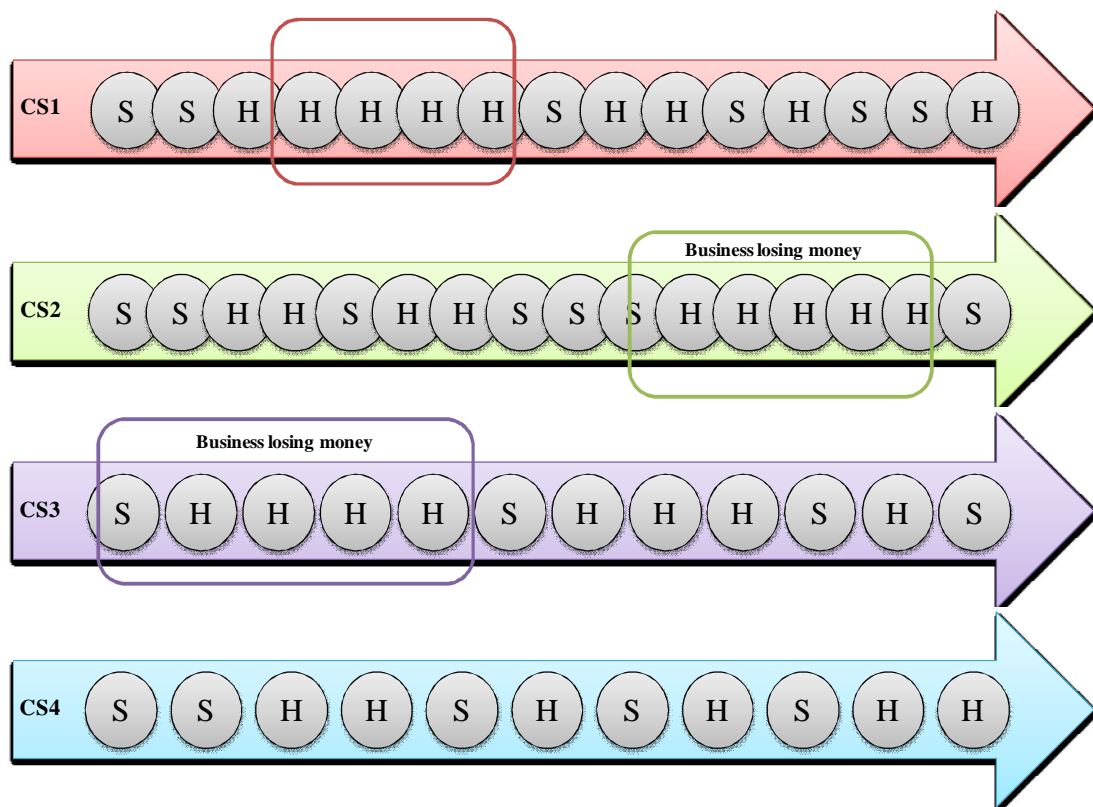 CS1 S S H H H H H S H H S H S S H
Business losing money
CS2 S S H H S H H S S S H H H H H S
Business losing money
CS3 S H H H H S H H H S H S
CS4 S S H H S H S H S H H